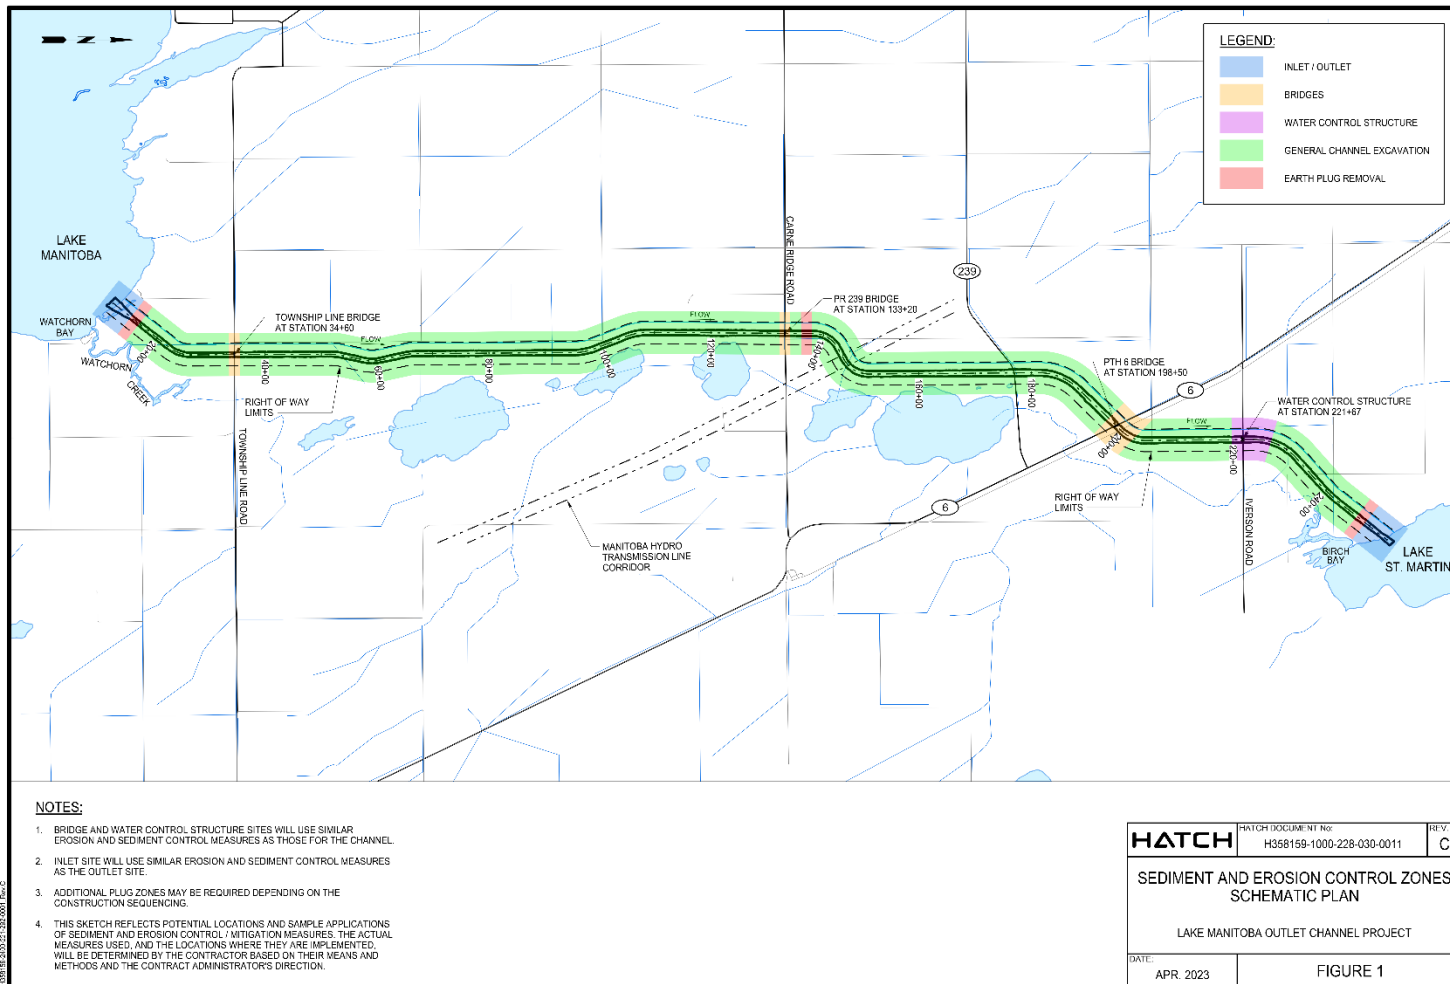 N
LEGEND:
INLET / OUTLET
BRIDGES
WATER CONTROL STRUCTURE
GENERAL CHANNEL EXCAVATION
EARTH PLUG REMOVAL
LAKE
MANITOBA
WATCHORN
BAY
WATCHORN
CREEK
20+00
TOWNSHIP LINE BRIDGE
AT STATION 34+60
40+00
RIGHT OF WAY
LIMITS
TOWNSHIP LINE ROAD
FLOW
60+00
80+00
100+00
FLOW
120+00
CARNE RIDGE ROAD
PR 239 BRIDGE
AT STATION 133+20
140+00
239
160+00
180+00
MANITOBA HYDRO
TRANSMISSION LINE
CORRIDOR
6
PTH 6 BRIDGE
AT STATION 198+50
6
200+00
FLOW
RIGHT OF WAY
LIMITS
WATER CONTROL STRUCTURE
AT STATION 221+67
220+00
IVERSON ROAD
240+00
BIRCH
BAY
LAKE
ST. MARTIN
NOTES:
1. BRIDGE AND WATER CONTROL STRUCTURE SITES WILL USE SIMILAR
EROSION AND SEDIMENT CONTROL MEASURES AS THOSE FOR THE CHANNEL.
2. INLET SITE WILL USE SIMILAR EROSION AND SEDIMENT CONTROL MEASURES
AS THE OUTLET SITE.
3. ADDITIONAL PLUG ZONES MAY BE REQUIRED DEPENDING ON THE
CONSTRUCTION SEQUENCING.
4. THIS SKETCH REFLECTS POTENTIAL LOCATIONS AND SAMPLE APPLICATIONS
OF SEDIMENT AND EROSION CONTROL / MITIGATION MEASURES. THE ACTUAL
MEASURES USED, AND THE LOCATIONS WHERE THEY ARE IMPLEMENTED,
WILL BE DETERMINED BY THE CONTRACTOR BASED ON THEIR MEANS AND
METHODS AND THE CONTRACT ADMINISTRATOR'S DIRECTION.
HATCH
HATCH DOCUMENT No:
H358159-1000-228-030-0011
REV.
C
SEDIMENT AND EROSION CONTROL ZONES
SCHEMATIC PLAN
LAKE MANITOBA OUTLET CHANNEL PROJECT
DATE:
APR. 2023
FIGURE 1